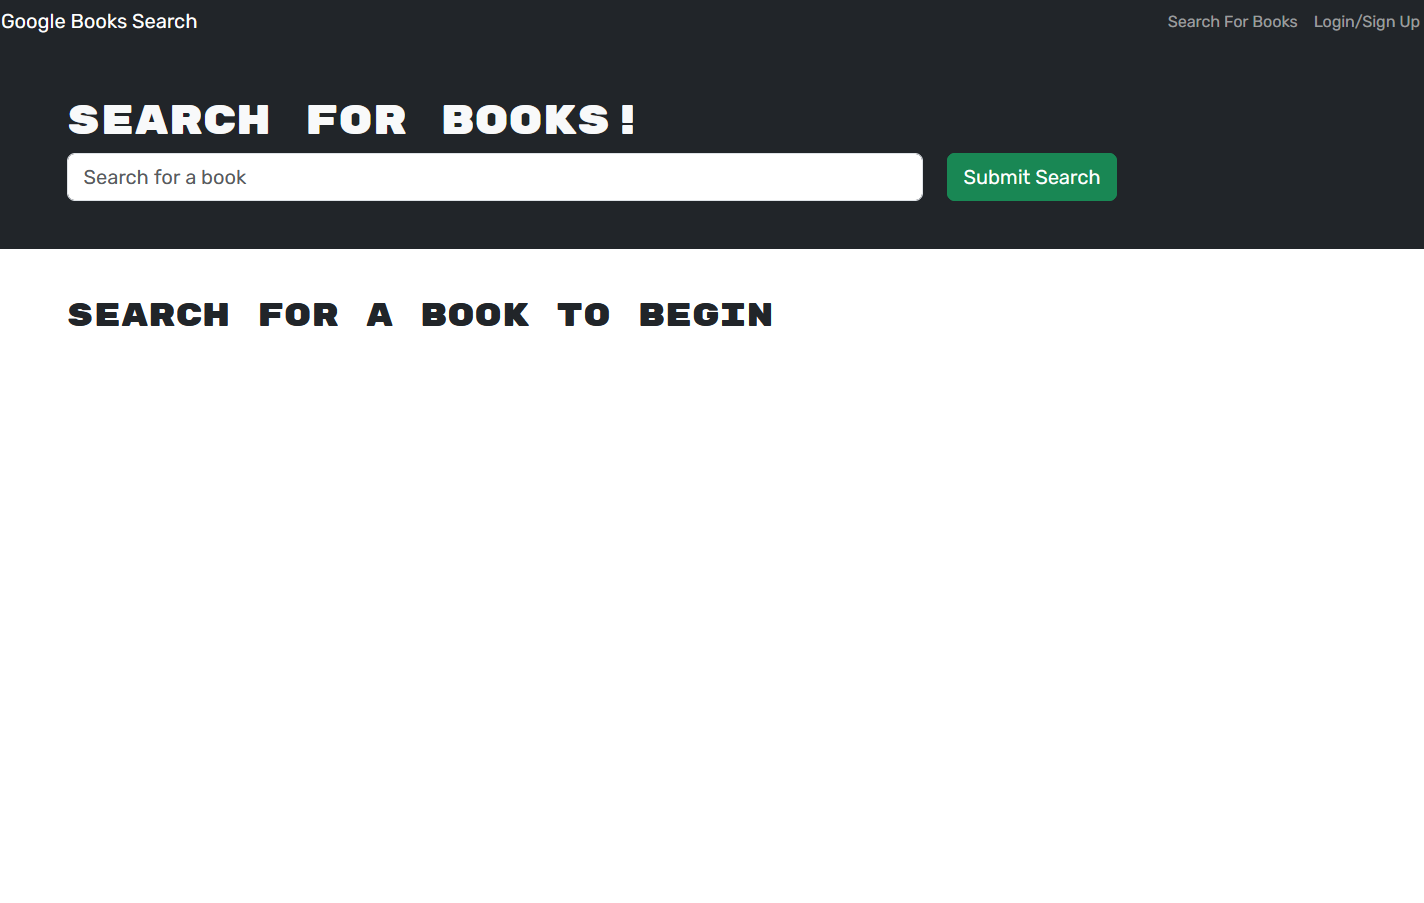 Google Books Search
Search For Books
Login/Sign Up
SEARCH FOR BOOKS!
Search for a book
Submit Search
SEARCH FOR A BOOK TO BEGIN